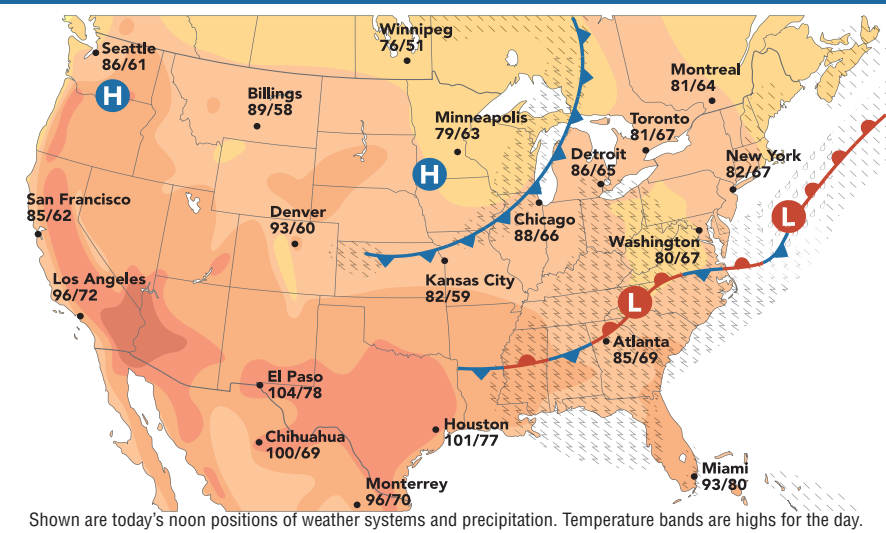 Winnipeg
76/51
Seattle
86/61
H
Montreal
81/64
Billings
89/58
Minneapolis
79/63
Toronto
81/67
Detroit
86/65
New York
82/67
H
San Francisco
85/62
Denver
93/60
Chicago
88/66
L
Washington
80/67
Los Angeles
96/72
Kansas City
82/59
L
Atlanta
85/69
El Paso
104/78
Chihuahua
100/69
Houston
101/77
Monterrey
96/70
Miami
93/80
Shown are today's noon positions of weather systems and precipitation. Temperature bands are highs for the day.